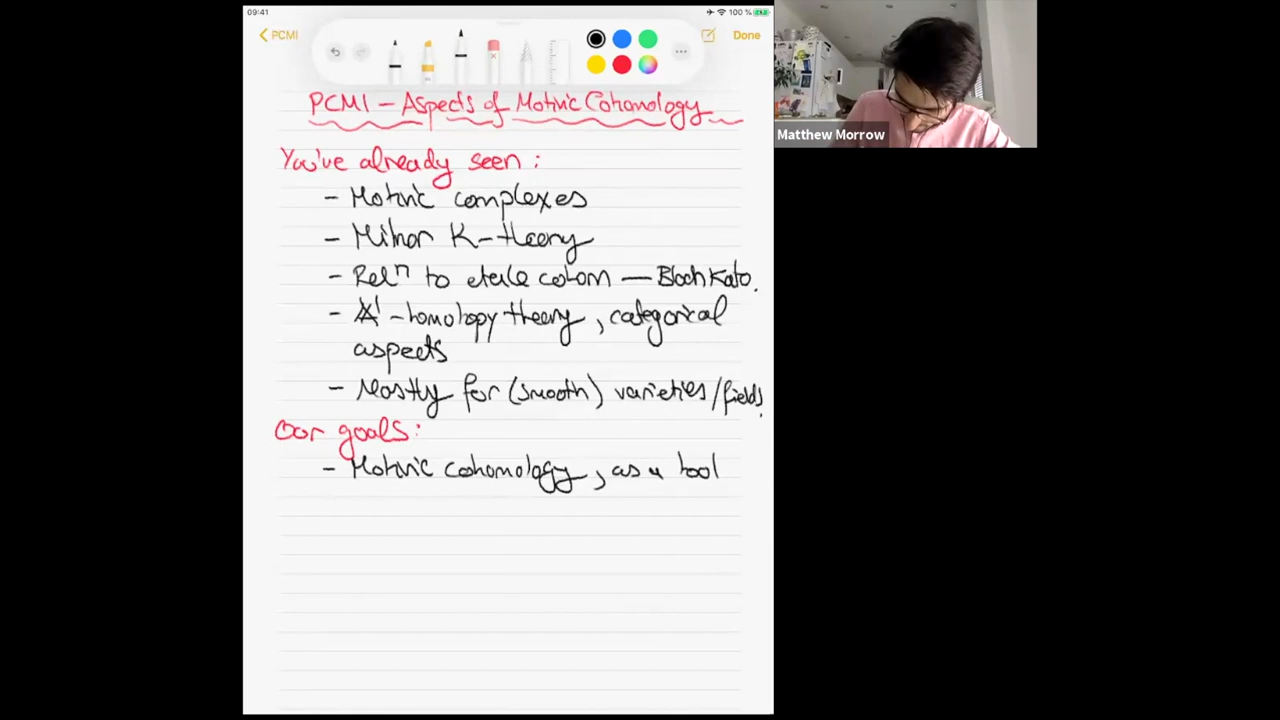 09:41
100 %
PCMI
Done
PCMI - Aspects of Motivic Cohomology
You've already seen :
- Motivic complexes
- Milnor K-theory
- Relⁿ to etale cohom — Bloch Kato.
- A¹-homotopy theory, categorical
aspects
- Mostly for (smooth) varieties/fields.
Our goals:
- Motivic cohomology, as a tool
Matthew Morrow